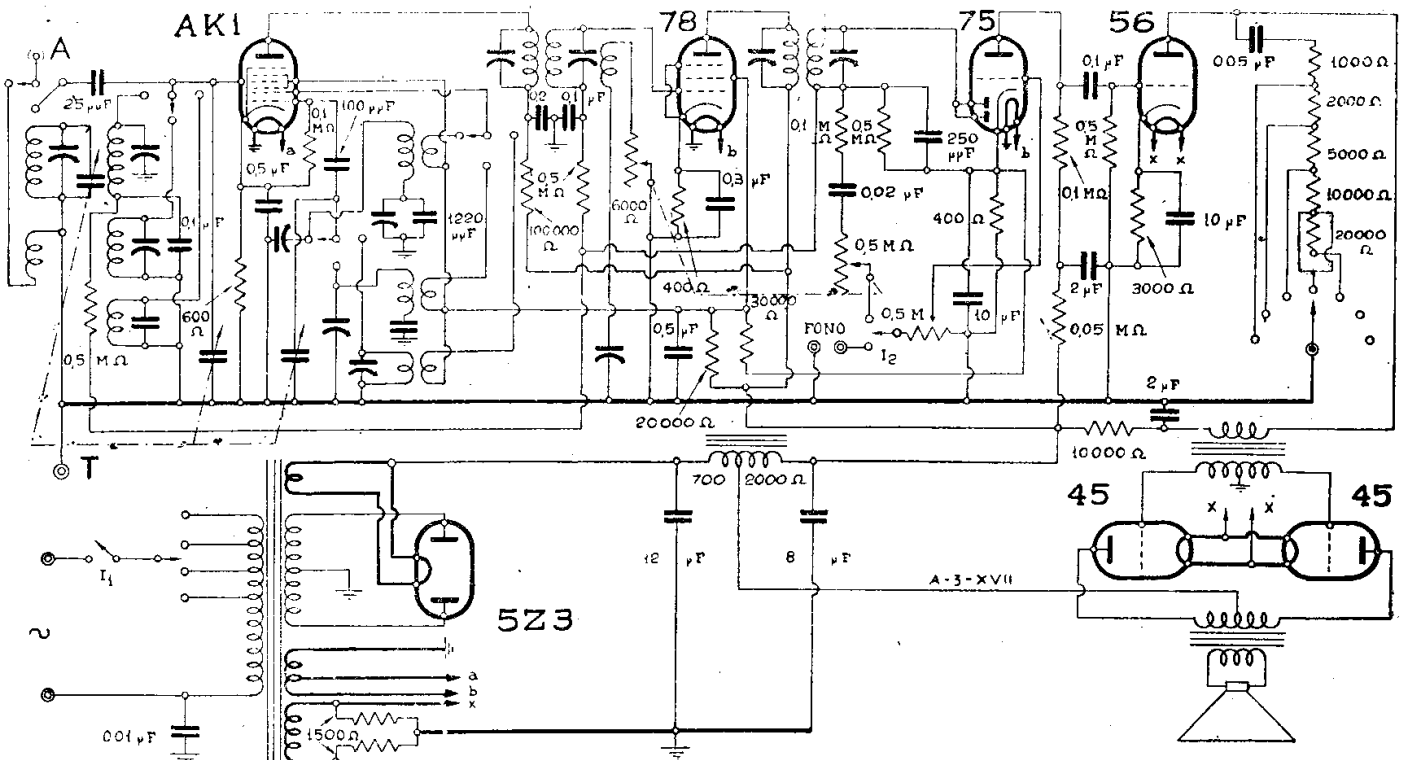 AK1
78
75
56
A
25 µµF
0,1 MΩ
100 µµF
a
0,5 µF
0,2
0,1 µF
b
0,1 MΩ
0,5 MΩ
250 µµF
b
0,1 µF
0,5 MΩ
x x
0,05 µF
1000 Ω
2000 Ω
5000 Ω
10000 Ω
20000 Ω
0,1 µF
600 Ω
0,5 MΩ
1220 µµF
0,5 MΩ
100000 Ω
6000 Ω
0,3 µF
400 Ω
0,02 µF
0,5 MΩ
400 Ω
0,1 MΩ
10 µF
3000 Ω
2 µF
30000 Ω
0,5 µF
20000 Ω
FONO
0,5 M
I2
10 µF
0,05 MΩ
2 µF
10000 Ω
T
700 2000 Ω
45
45
x x
I1
~
12 µF
8 µF
A-3-XVII
5Z3
a
b
x
1500Ω
001 µF